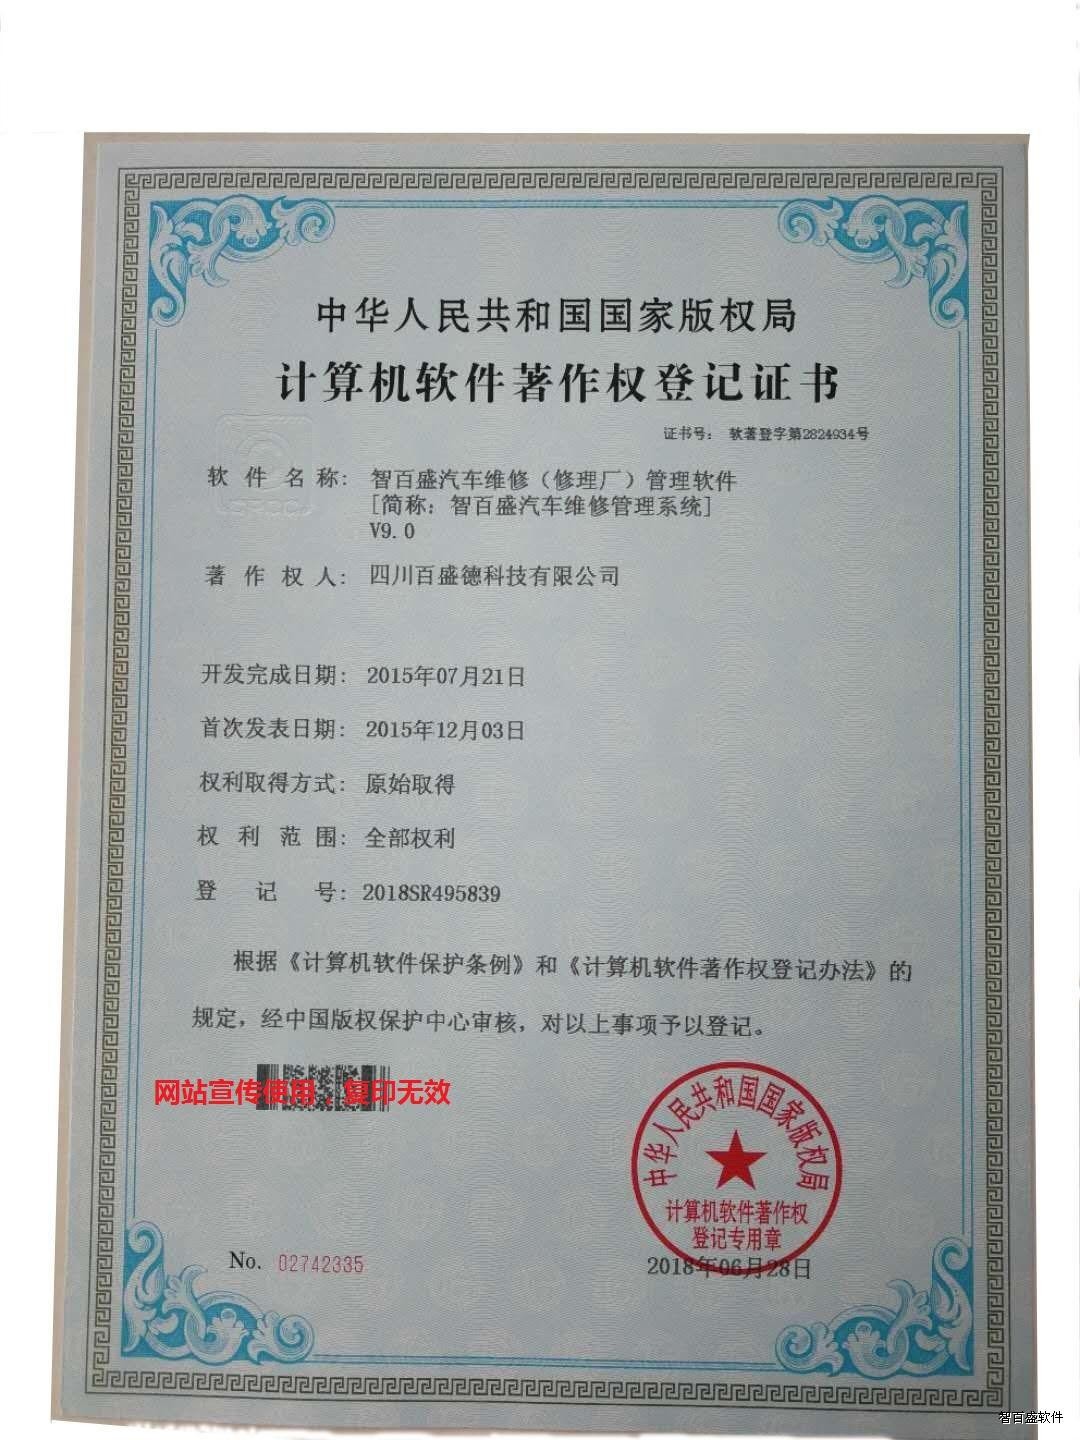 中华人民共和国国家版权局
计算机软件著作权登记证书
证书号： 软著登字第2824934号
软件名称： 智百盛汽车维修（修理厂）管理软件
[简称：智百盛汽车维修管理系统]
V9.0
著作权人： 四川百盛德科技有限公司
开发完成日期： 2015年07月21日
首次发表日期： 2015年12月03日
权利取得方式： 原始取得
权利范围： 全部权利
登记号： 2018SR495839
根据《计算机软件保护条例》和《计算机软件著作权登记办法》的
规定，经中国版权保护中心审核，对以上事项予以登记。
网站宣传使用，复印无效
中华人民共和国国家版权局
计算机软件著作权
登记专用章
No. 02742335
2018年06月28日
智百盛软件